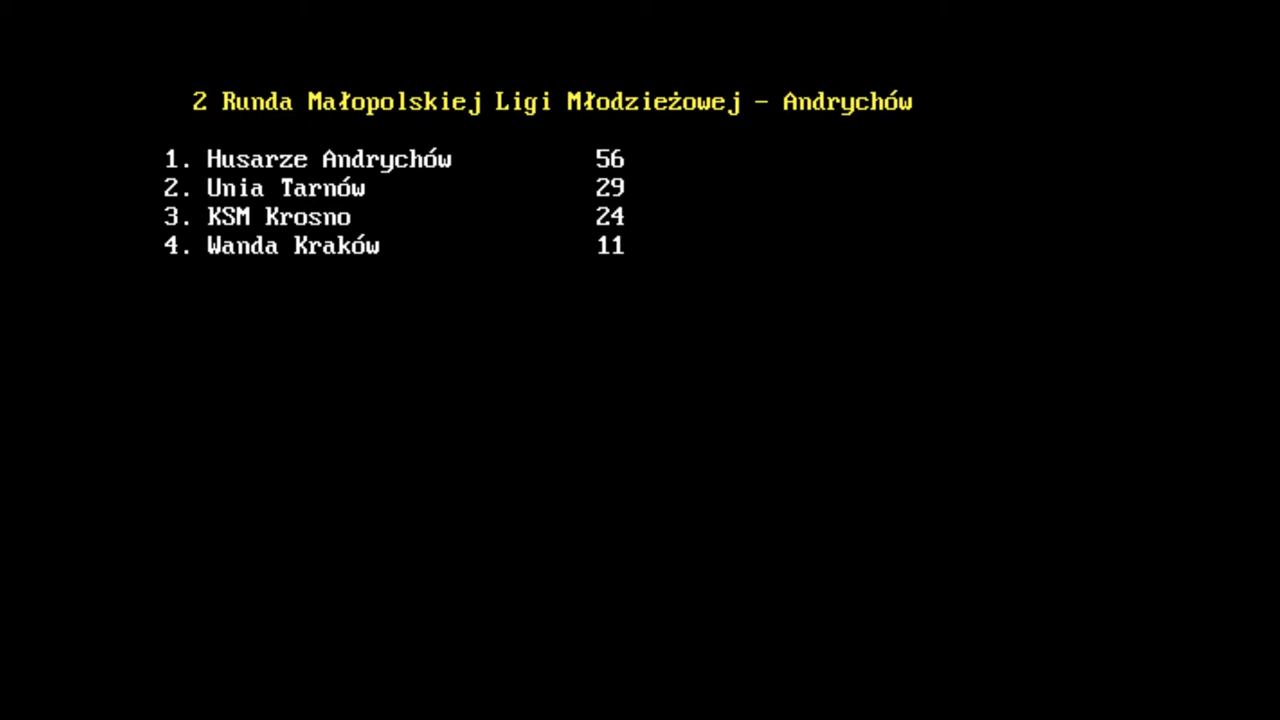 2 Runda Małopolskiej Ligi Młodzieżowej - Andrychów
1. Husarze Andrychów 56
2. Unia Tarnów 29
3. KSM Krosno 24
4. Wanda Kraków 11